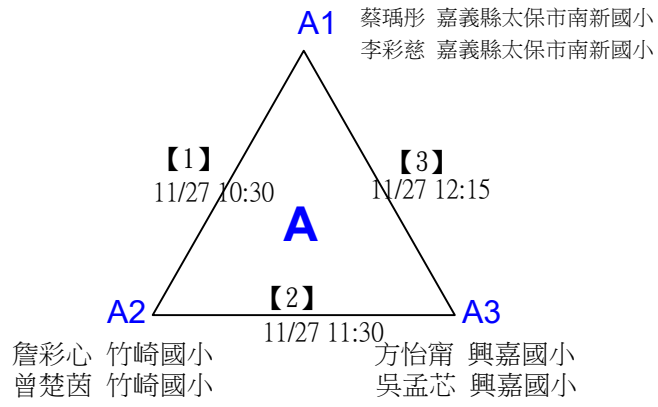 A1
蔡瑀彤 嘉義縣太保市南新國小
李彩慈 嘉義縣太保市南新國小
【1】
11/27 10:30
【3】
11/27 12:15
A
【2】
11/27 11:30
A2
A3
詹彩心 竹崎國小
曾楚茵 竹崎國小
方怡甯 興嘉國小
吳孟芯 興嘉國小